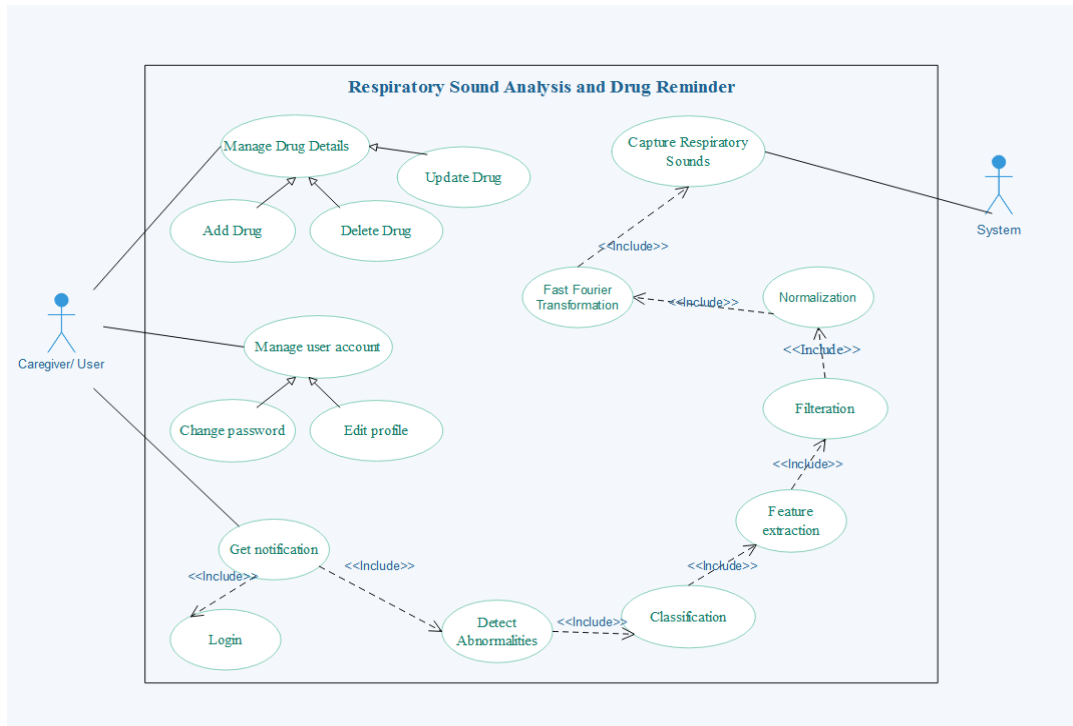 Respiratory Sound Analysis and Drug Reminder
Manage Drug Details
Update Drug
Add Drug
Delete Drug
Capture Respiratory
Sounds
System
<<Include>>
Fast Fourier
Transformation
<<Include>>
Normalization
<<Include>>
Caregiver/ User
Manage user account
Change password
Edit profile
Filteration
<<Include>>
Feature
extraction
<<Include>>
Get notification
<<Include>>
<<Include>>
Login
Detect
Abnormalities
<<Include>>
Classification